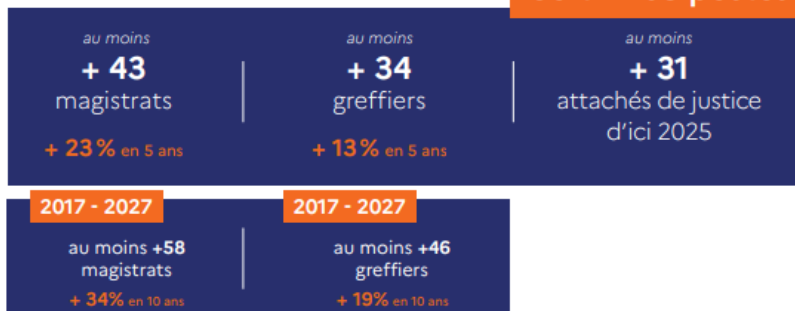 au moins
+ 43
magistrats
+ 23% en 5 ans
au moins
+ 34
greffiers
+ 13% en 5 ans
au moins
+ 31
attachés de justice
d'ici 2025
2017 - 2027
au moins +58
magistrats
+ 34% en 10 ans
2017 - 2027
au moins +46
greffiers
+ 19% en 10 ans